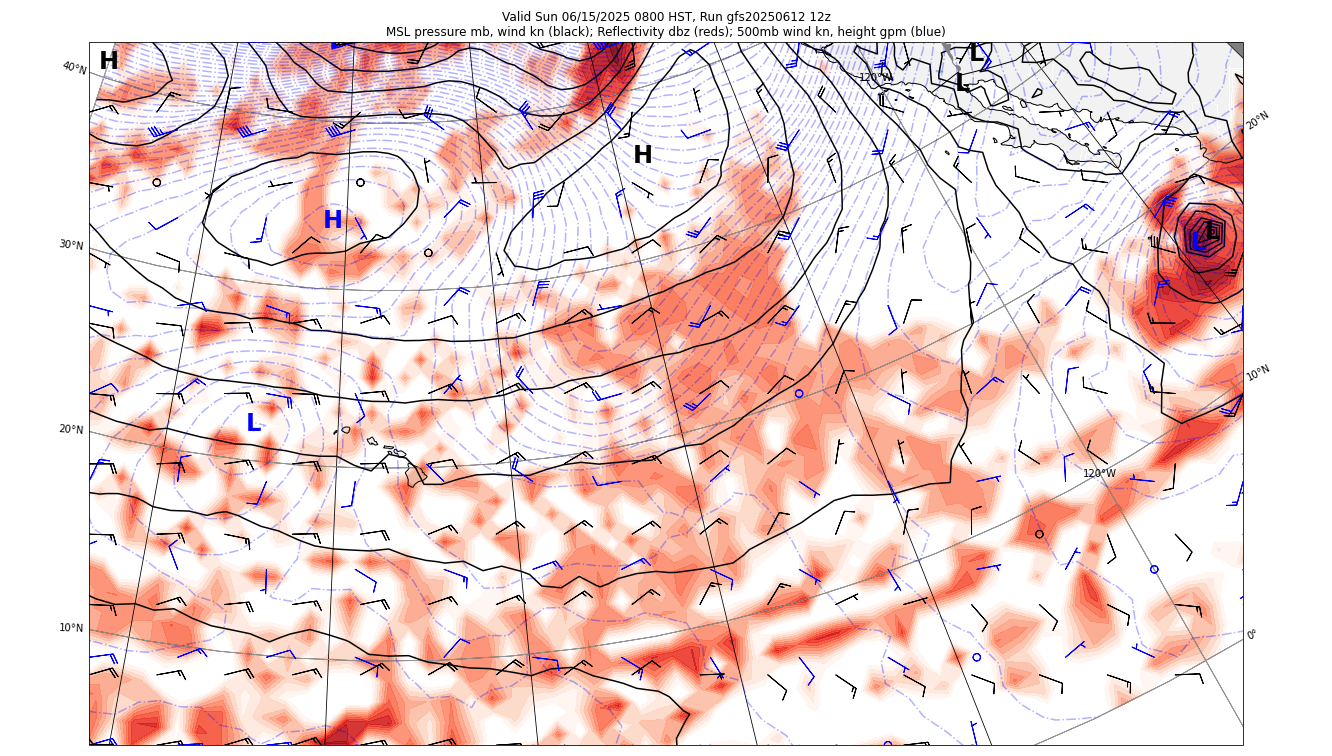 Valid Sun 06/15/2025 0800 HST, Run gfs20250612 12z
MSL pressure mb, wind kn (black); Reflectivity dbz (reds); 500mb wind kn, height gpm (blue)
H
L
40°N
120°W
L
20°N
H
H
L
L
30°N
10°N
L
20°N
120°W
10°N
0°